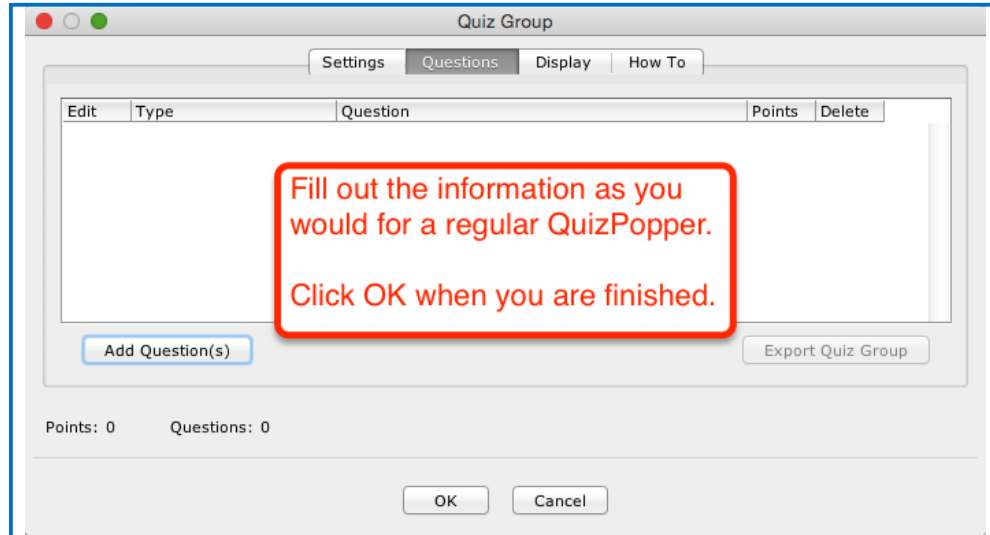 Quiz Group
Settings Questions Display How To
Edit Type Question Points Delete
Fill out the information as you
would for a regular QuizPopper.
Click OK when you are finished.
Add Question(s) Export Quiz Group
Points: 0 Questions: 0
OK Cancel